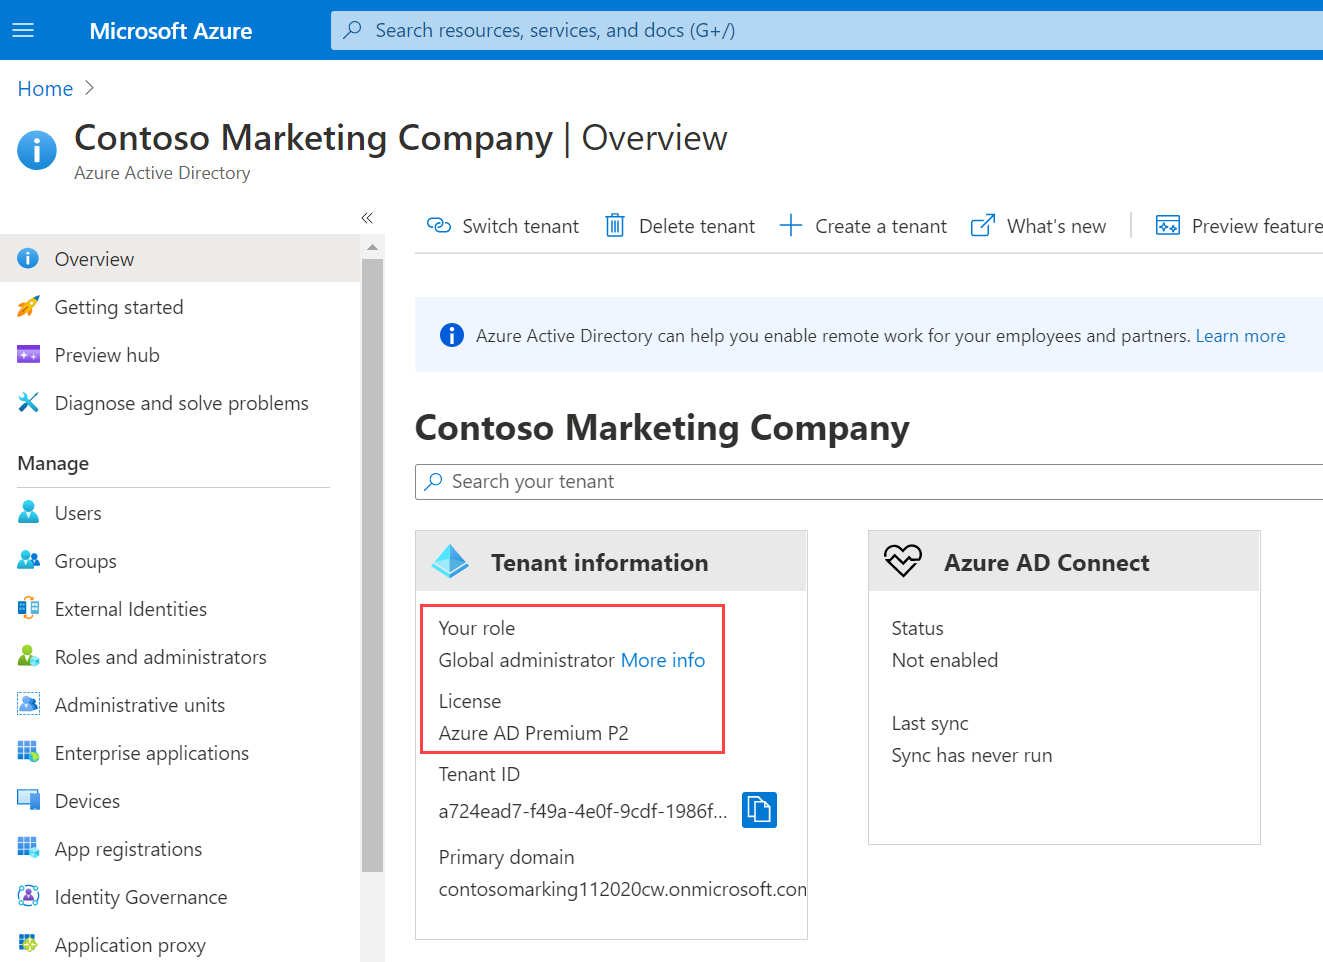 Microsoft Azure
Search resources, services, and docs (G+/)
Home
Contoso Marketing Company | Overview
Azure Active Directory
Overview
Getting started
Preview hub
Diagnose and solve problems
Manage
Users
Groups
External Identities
Roles and administrators
Administrative units
Enterprise applications
Devices
App registrations
Identity Governance
Application proxy
Switch tenant
Delete tenant
Create a tenant
What's new
Preview feature
Azure Active Directory can help you enable remote work for your employees and partners. Learn more
Contoso Marketing Company
Search your tenant
Tenant information
Your role
Global administrator More info
License
Azure AD Premium P2
Tenant ID
a724ead7-f49a-4e0f-9cdf-1986f...
Primary domain
contosomarking112020cw.onmicrosoft.com
Azure AD Connect
Status
Not enabled
Last sync
Sync has never run